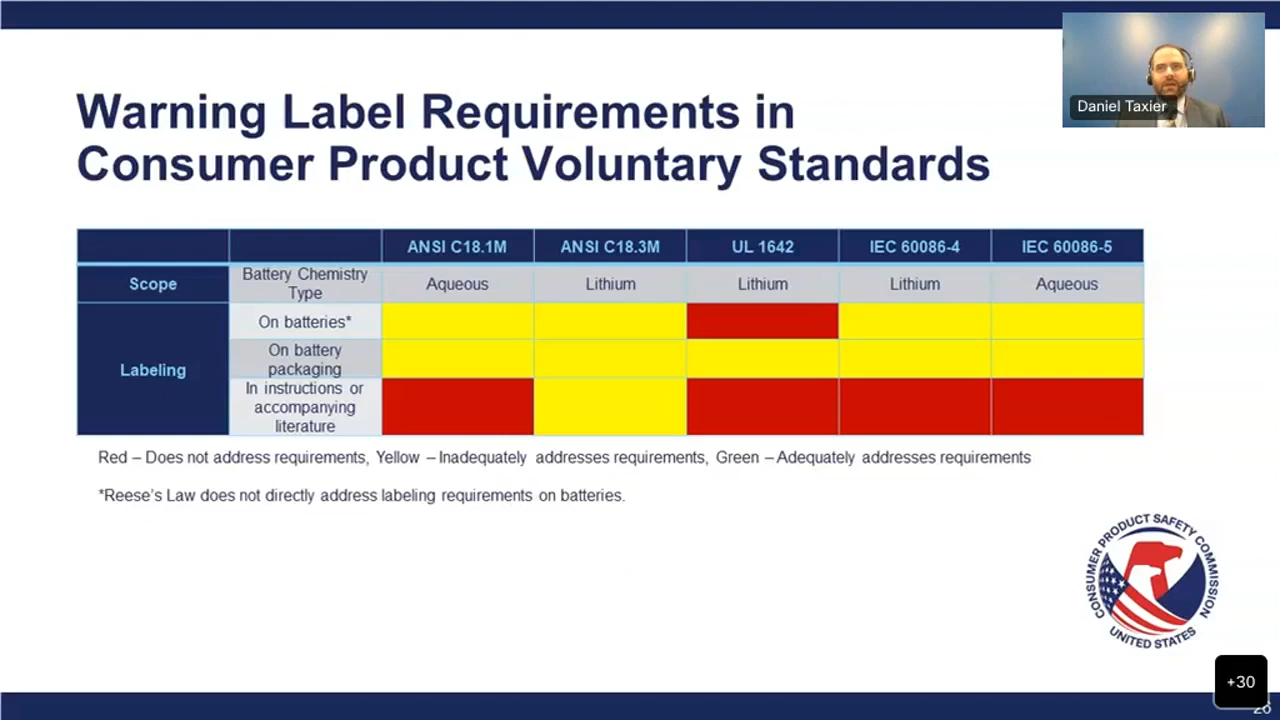 Daniel Taxier
Warning Label Requirements in
Consumer Product Voluntary Standards
ANSI C18.1M ANSI C18.3M UL 1642 IEC 60086-4 IEC 60086-5
Scope
Battery Chemistry
Type
Aqueous Lithium Lithium Lithium Aqueous
Labeling
On batteries*
On battery
packaging
In instructions or
accompanying
literature
Red – Does not address requirements, Yellow – Inadequately addresses requirements, Green – Adequately addresses requirements
*Reese's Law does not directly address labeling requirements on batteries.
CONSUMER PRODUCT SAFETY COMMISSION
UNITED STATES
+30
26